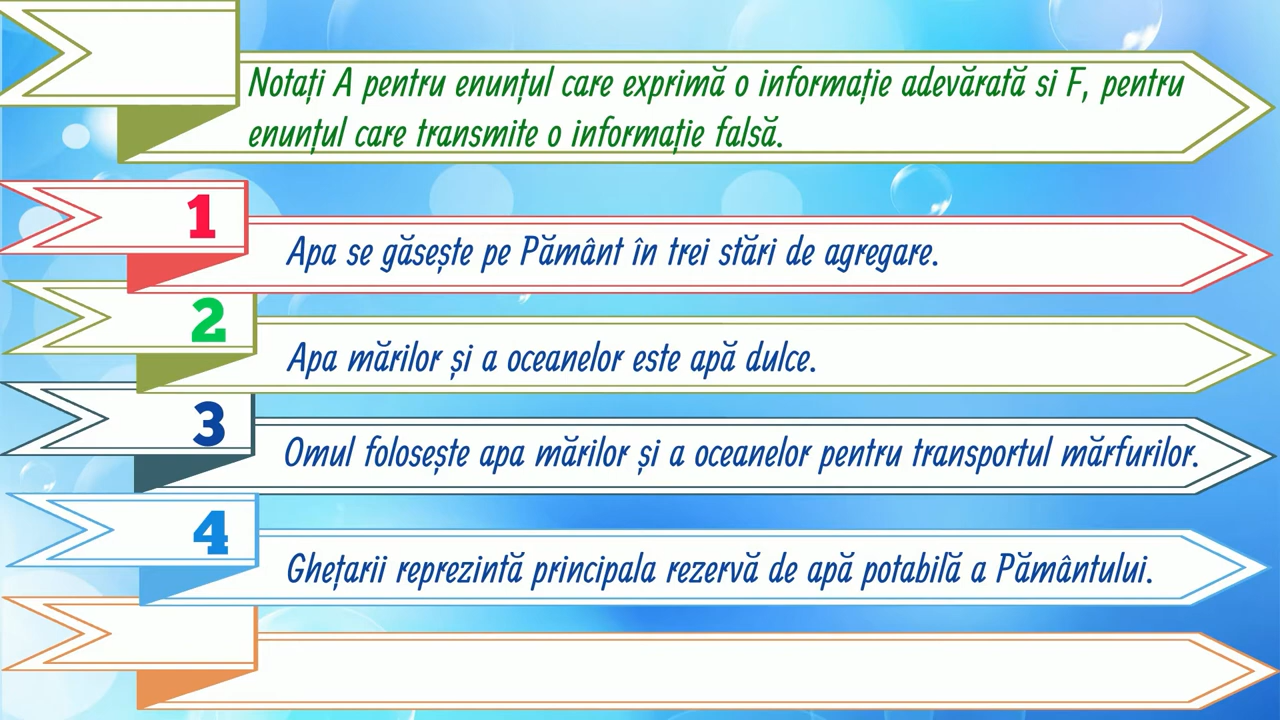 Notați A pentru enunțul care exprimă o informație adevărată si F, pentru
enunțul care transmite o informație falsă.
1
Apa se găsește pe Pământ în trei stări de agregare.
2
Apa mărilor și a oceanelor este apă dulce.
3
Omul folosește apa mărilor și a oceanelor pentru transportul mărfurilor.
4
Ghețarii reprezintă principala rezervă de apă potabilă a Pământului.